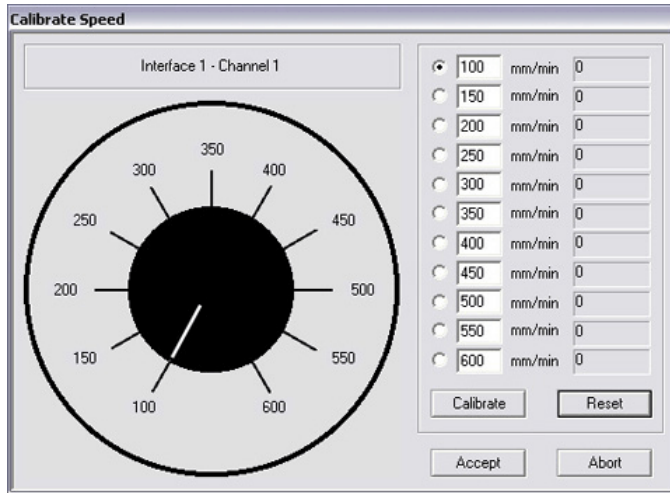 Calibrate Speed
Interface 1 - Channel 1
350
300
400
250
450
200
500
150
550
100
600
100 mm/min 0
150 mm/min 0
200 mm/min 0
250 mm/min 0
300 mm/min 0
350 mm/min 0
400 mm/min 0
450 mm/min 0
500 mm/min 0
550 mm/min 0
600 mm/min 0
Calibrate Reset
Accept Abort